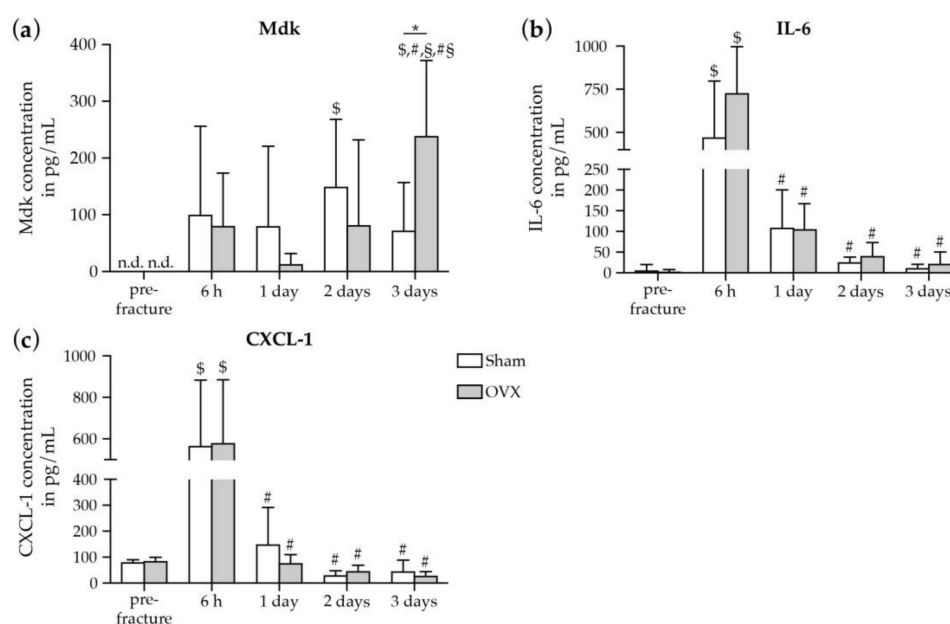 (a)
Mdk
Mdk concentration
in pg/mL
400
300
200
100
0
n.d. n.d.
$
*
$,#,§,#§
pre-
fracture
6 h
1 day
2 days
3 days
(b)
IL-6
IL-6 concentration
in pg/mL
1000
750
500
250
200
150
100
50
0
$
$
#
#
#
#
#
#
pre-
fracture
6 h
1 day
2 days
3 days
(c)
CXCL-1
CXCL-1 concentration
in pg/mL
1000
800
600
400
300
200
100
0
$
$
#
#
#
#
#
#
pre-
fracture
6 h
1 day
2 days
3 days
Sham
OVX